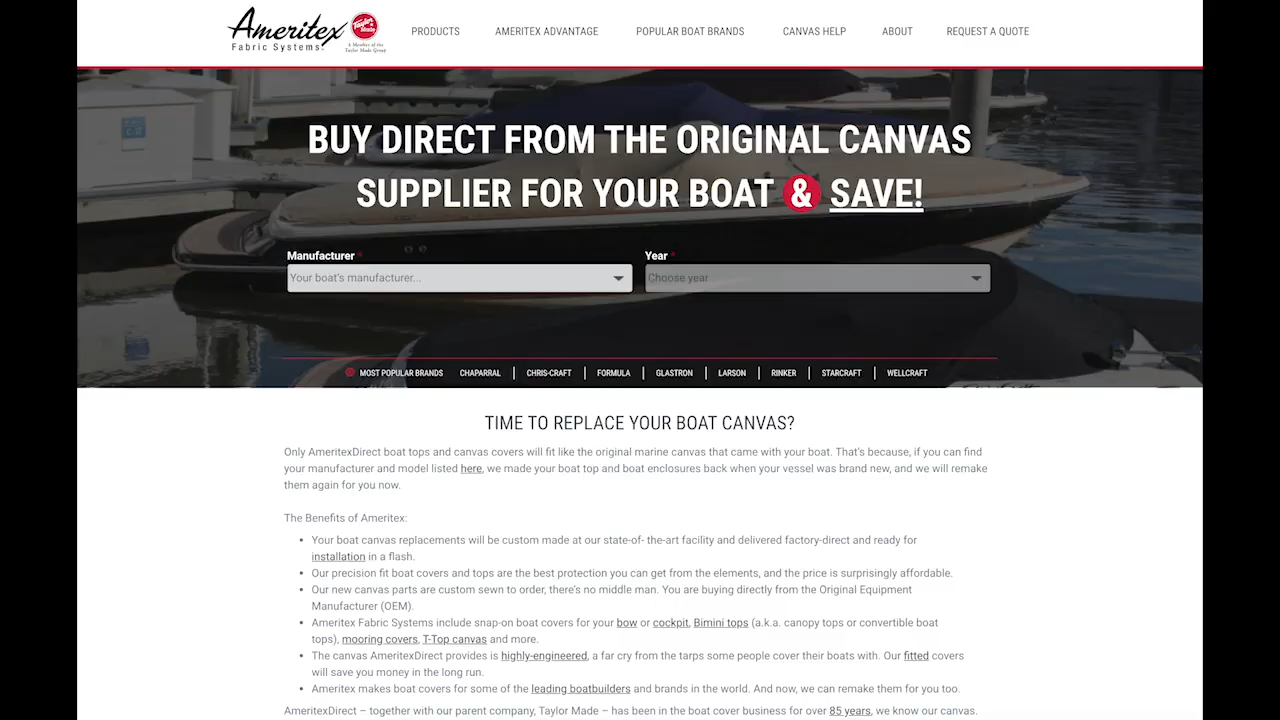 Ameritex
Fabric Systems
Taylor Made
A Member of the
Taylor Made Group
PRODUCTS
AMERITEX ADVANTAGE
POPULAR BOAT BRANDS
CANVAS HELP
ABOUT
REQUEST A QUOTE
BUY DIRECT FROM THE ORIGINAL CANVAS
SUPPLIER FOR YOUR BOAT & SAVE!
Manufacturer *
Year *
Your boat's manufacturer...
Choose year
MOST POPULAR BRANDS
CHAPARRAL
CHRIS-CRAFT
FORMULA
GLASTRON
LARSON
RINKER
STARCRAFT
WELLCRAFT
TIME TO REPLACE YOUR BOAT CANVAS?
Only AmeritexDirect boat tops and canvas covers will fit like the original marine canvas that came with your boat. That's because, if you can find
your manufacturer and model listed here, we made your boat top and boat enclosures back when your vessel was brand new, and we will remake
them again for you now.
The Benefits of Ameritex:
• Your boat canvas replacements will be custom made at our state-of- the-art facility and delivered factory-direct and ready for
installation in a flash.
• Our precision fit boat covers and tops are the best protection you can get from the elements, and the price is surprisingly affordable.
• Our new canvas parts are custom sewn to order, there's no middle man. You are buying directly from the Original Equipment
Manufacturer (OEM).
• Ameritex Fabric Systems include snap-on boat covers for your bow or cockpit, Bimini tops (a.k.a. canopy tops or convertible boat
tops), mooring covers, T-Top canvas and more.
• The canvas AmeritexDirect provides is highly-engineered, a far cry from the tarps some people cover their boats with. Our fitted covers
will save you money in the long run.
• Ameritex makes boat covers for some of the leading boatbuilders and brands in the world. And now, we can remake them for you too.
AmeritexDirect – together with our parent company, Taylor Made – has been in the boat cover business for over 85 years, we know our canvas.